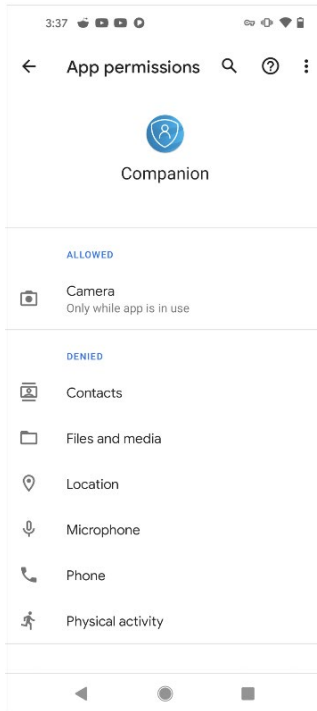 3:37
App permissions
Companion
ALLOWED
Camera
Only while app is in use
DENIED
Contacts
Files and media
Location
Microphone
Phone
Physical activity